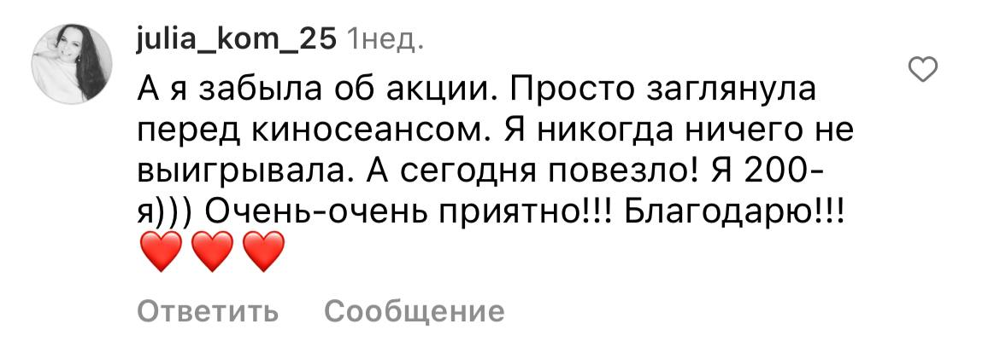 julia_kom_25 1нед.
А я забыла об акции. Просто заглянула
перед киносеансом. Я никогда ничего не
выигрывала. А сегодня повезло! Я 200-
я))) Очень-очень приятно!!! Благодарю!!!
❤️❤️❤️
Ответить Сообщение